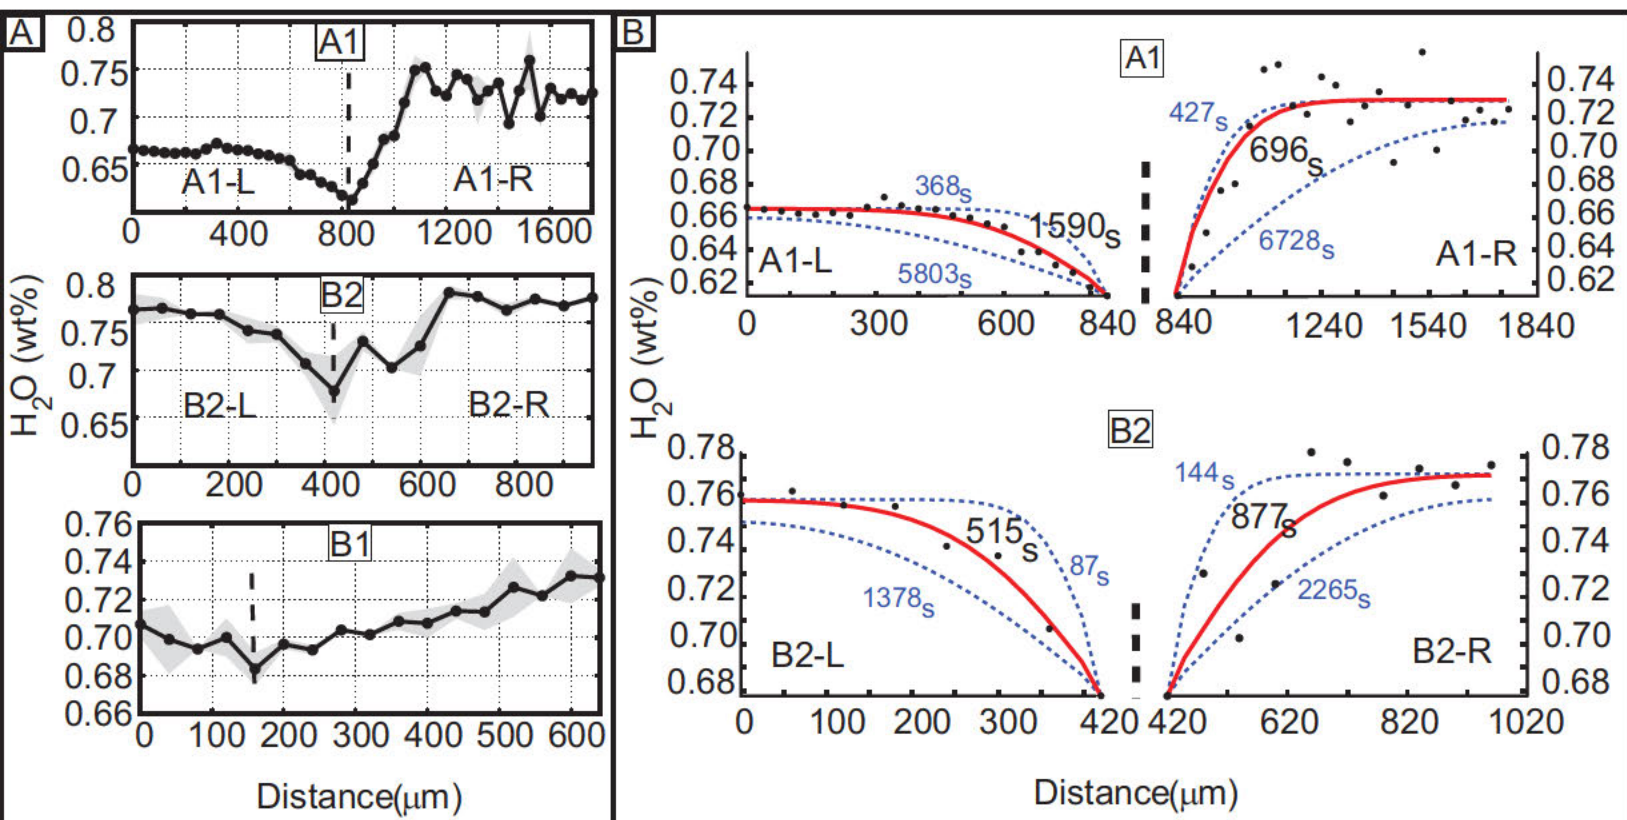 A
0.8
0.75
0.7
0.65
A1
A1-L
A1-R
0 400 800 1200 1600
H2O (wt%)
0.8
0.75
0.7
0.65
B2
B2-L
B2-R
0 200 400 600 800
0.76
0.74
0.72
0.70
0.68
0.66
B1
0 100 200 300 400 500 600
Distance(μm)
B
A1
0.74
0.72
0.70
0.68
0.66
0.64
0.62
368s
1590s
5803s
A1-L
0 300 600 840
427s
696s
6728s
A1-R
0.74
0.72
0.70
0.68
0.66
0.64
0.62
840 1240 1540 1840
H2O (wt%)
B2
0.78
0.76
0.74
0.72
0.70
0.68
515s
87s
1378s
B2-L
0 100 200 300 420
144s
877s
2265s
B2-R
0.78
0.76
0.74
0.72
0.70
0.68
420 620 820 1020
Distance(μm)